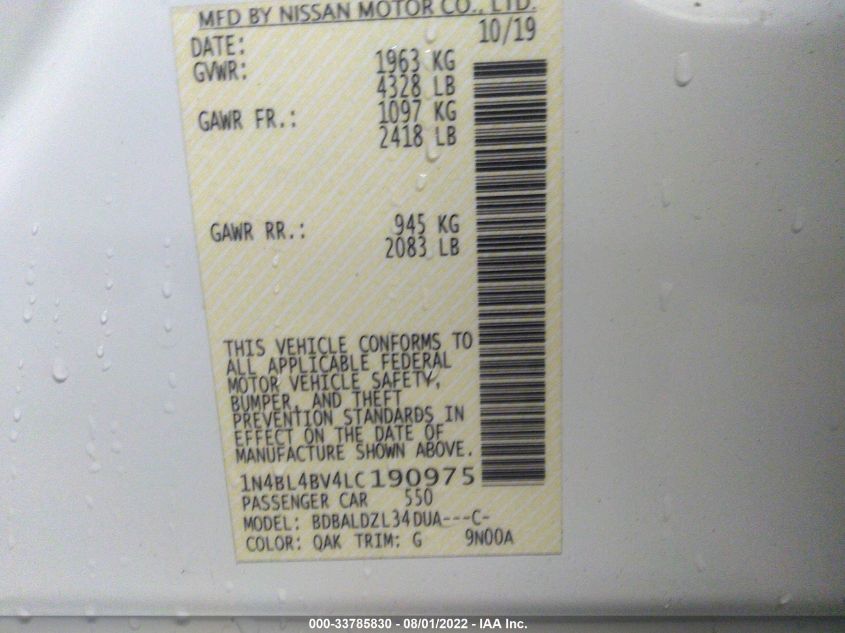 MFD BY NISSAN MOTOR CO., LTD.
DATE: 10/19
GVWR: 1963 KG
4328 LB
GAWR FR.: 1097 KG
2418 LB
GAWR RR.: 945 KG
2083 LB
THIS VEHICLE CONFORMS TO
ALL APPLICABLE FEDERAL
MOTOR VEHICLE SAFETY,
BUMPER, AND THEFT
PREVENTION STANDARDS IN
EFFECT ON THE DATE OF
MANUFACTURE SHOWN ABOVE.
1N4BL4BV4LC190975
PASSENGER CAR 550
MODEL: BDBALDZL34DUA---C-
COLOR: QAK TRIM: G 9N00A
000-33785830 - 08/01/2022 - IAA Inc.